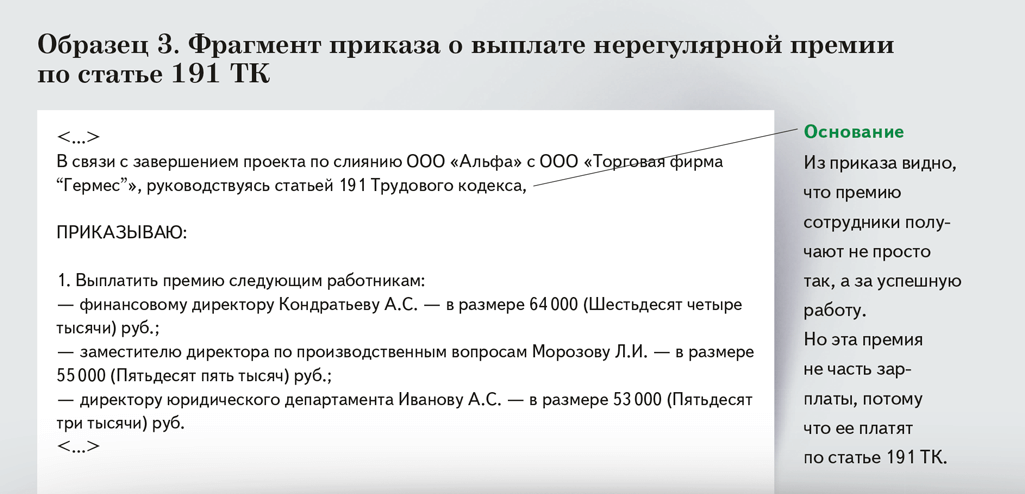 Образец 3. Фрагмент приказа о выплате нерегулярной премии
по статье 191 ТК
<...>
В связи с завершением проекта по слиянию ООО «Альфа» с ООО «Торговая фирма
“Гермес”», руководствуясь статьей 191 Трудового кодекса,
ПРИКАЗЫВАЮ:
1. Выплатить премию следующим работникам:
— финансовому директору Кондратьеву А.С. — в размере 64 000 (Шестьдесят четыре
тысячи) руб.;
— заместителю директора по производственным вопросам Морозову Л.И. — в размере
55 000 (Пятьдесят пять тысяч) руб.;
— директору юридического департамента Иванову А.С. — в размере 53 000 (Пятьдесят
три тысячи) руб.
<...>
Основание
Из приказа видно,
что премию
сотрудники полу-
чают не просто
так, а за успешную
работу.
Но эта премия
не часть зар-
платы, потому
что ее платят
по статье 191 ТК.